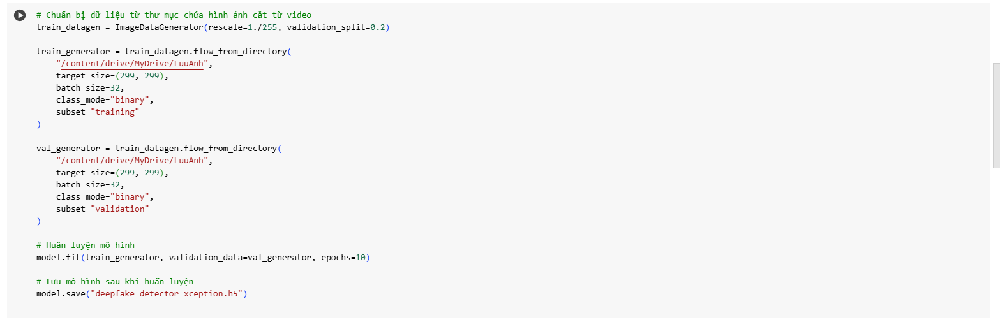 # Chuẩn bị dữ liệu từ thư mục chứa hình ảnh cắt từ video
train_datagen = ImageDataGenerator(rescale=1./255, validation_split=0.2)
train_generator = train_datagen.flow_from_directory(
"/content/drive/MyDrive/LuuAnh",
target_size=(299, 299),
batch_size=32,
class_mode="binary",
subset="training"
)
val_generator = train_datagen.flow_from_directory(
"/content/drive/MyDrive/LuuAnh",
target_size=(299, 299),
batch_size=32,
class_mode="binary",
subset="validation"
)
# Huấn luyện mô hình
model.fit(train_generator, validation_data=val_generator, epochs=10)
# Lưu mô hình sau khi huấn luyện
model.save("deepfake_detector_xception.h5")